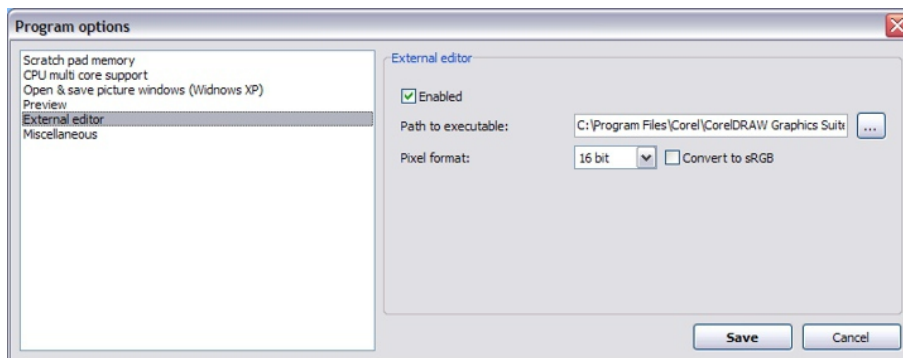 Program options
Scratch pad memory
CPU multi core support
Open & save picture windows (Widnows XP)
Preview
External editor
Miscellaneous
External editor
Enabled
Path to executable: C:\Program Files\Corel\CorelDRAW Graphics Suite ...
Pixel format: 16 bit Convert to sRGB
Save Cancel